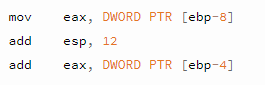 mov eax, DWORD PTR [ebp-8]
add esp, 12
add eax, DWORD PTR [ebp-4]